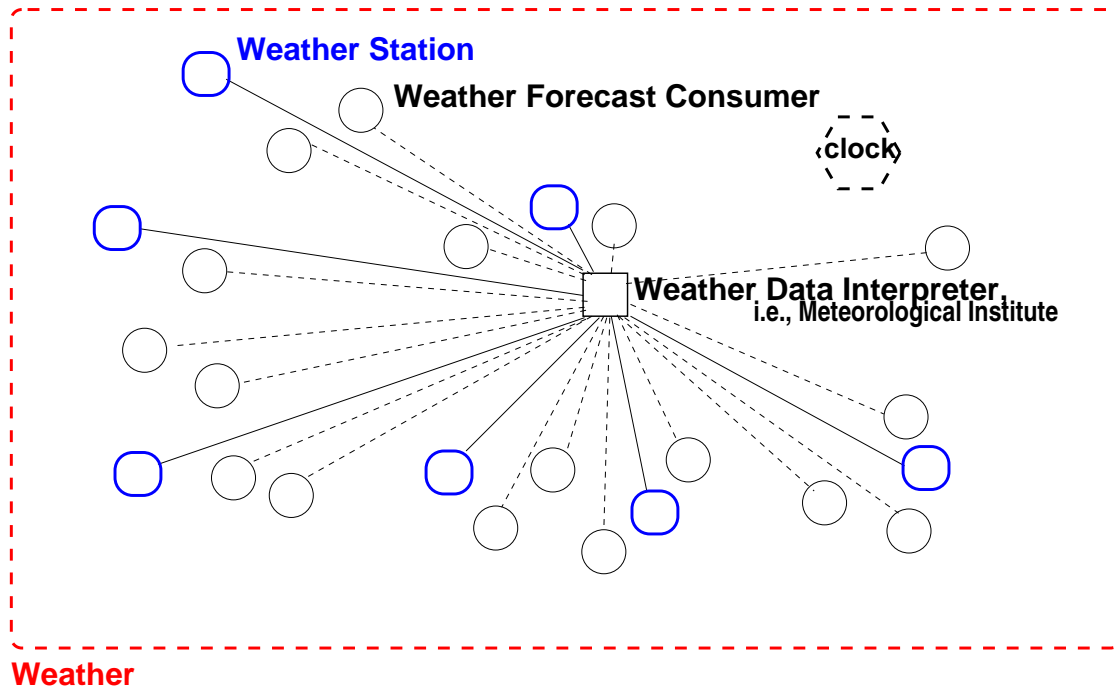 Weather Station
Weather Forecast Consumer
clock
Weather Data Interpreter,
i.e., Meteorological Institute
Weather